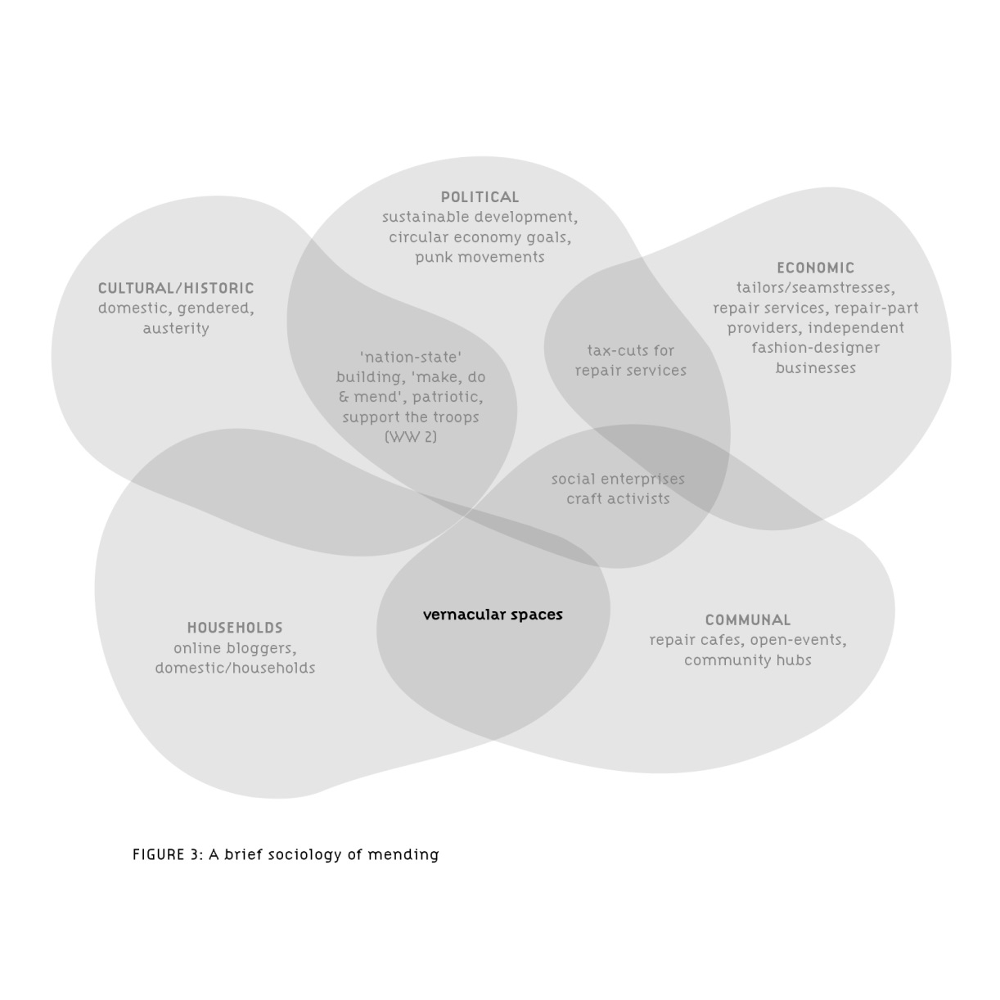 POLITICAL
sustainable development,
circular economy goals,
punk movements
CULTURAL/HISTORIC
domestic, gendered,
austerity
ECONOMIC
tailors/seamstresses,
repair services, repair-part
providers, independent
fashion-designer
businesses
'nation-state'
building, 'make, do
& mend', patriotic,
support the troops
(WW 2)
tax-cuts for
repair services
social enterprises
craft activists
vernacular spaces
HOUSEHOLDS
online bloggers,
domestic/households
COMMUNAL
repair cafes, open-events,
community hubs
FIGURE 3: A brief sociology of mending